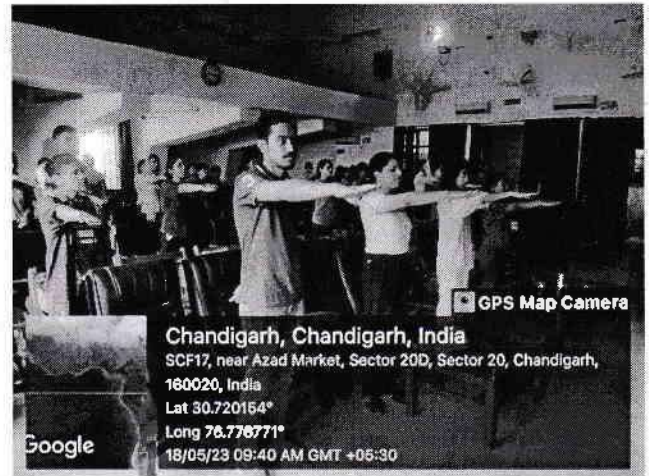 GPS Map Camera
Chandigarh, Chandigarh, India
SCF17, near Azad Market, Sector 20D, Sector 20, Chandigarh,
160020, India
Lat 30.720154°
Long 76.776771°
18/05/23 09:40 AM GMT +05:30
Google